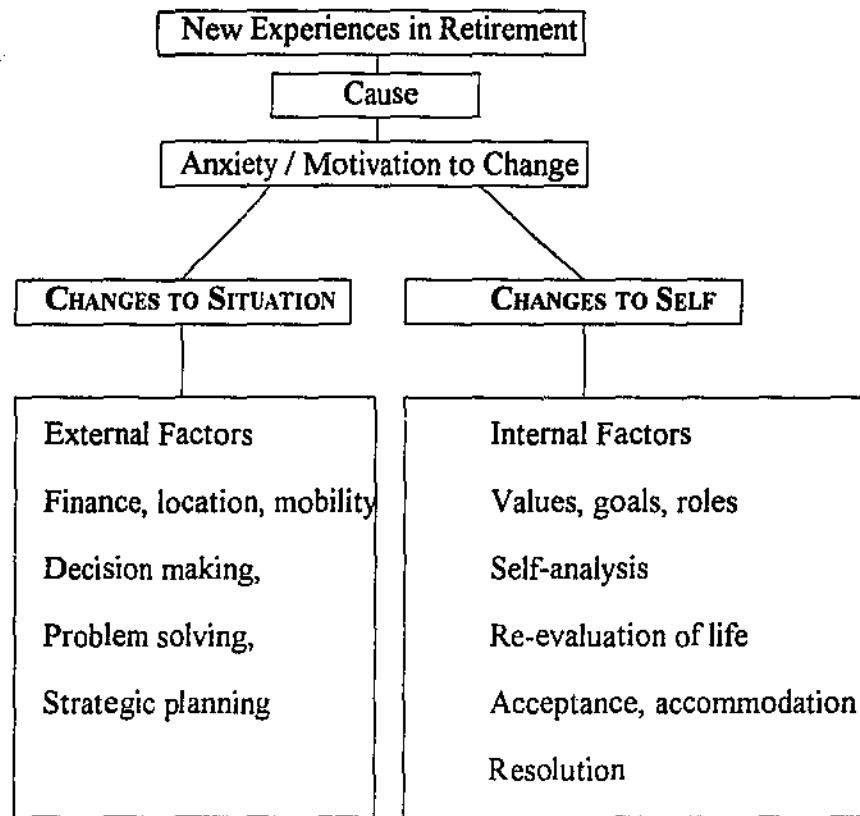 New Experiences in Retirement
Cause
Anxiety / Motivation to Change
CHANGES TO SITUATION
CHANGES TO SELF
External Factors
Finance, location, mobility
Decision making,
Problem solving,
Strategic planning
Internal Factors
Values, goals, roles
Self-analysis
Re-evaluation of life
Acceptance, accommodation
Resolution